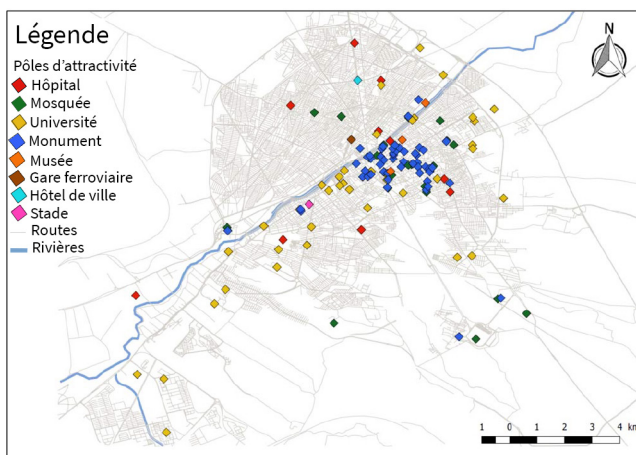 Légende
Pôles d’attractivité
Hôpital
Mosquée
Université
Monument
Musée
Gare ferroviaire
Hôtel de ville
Stade
Routes
Rivières
N
1 0 1 2 3 4 km